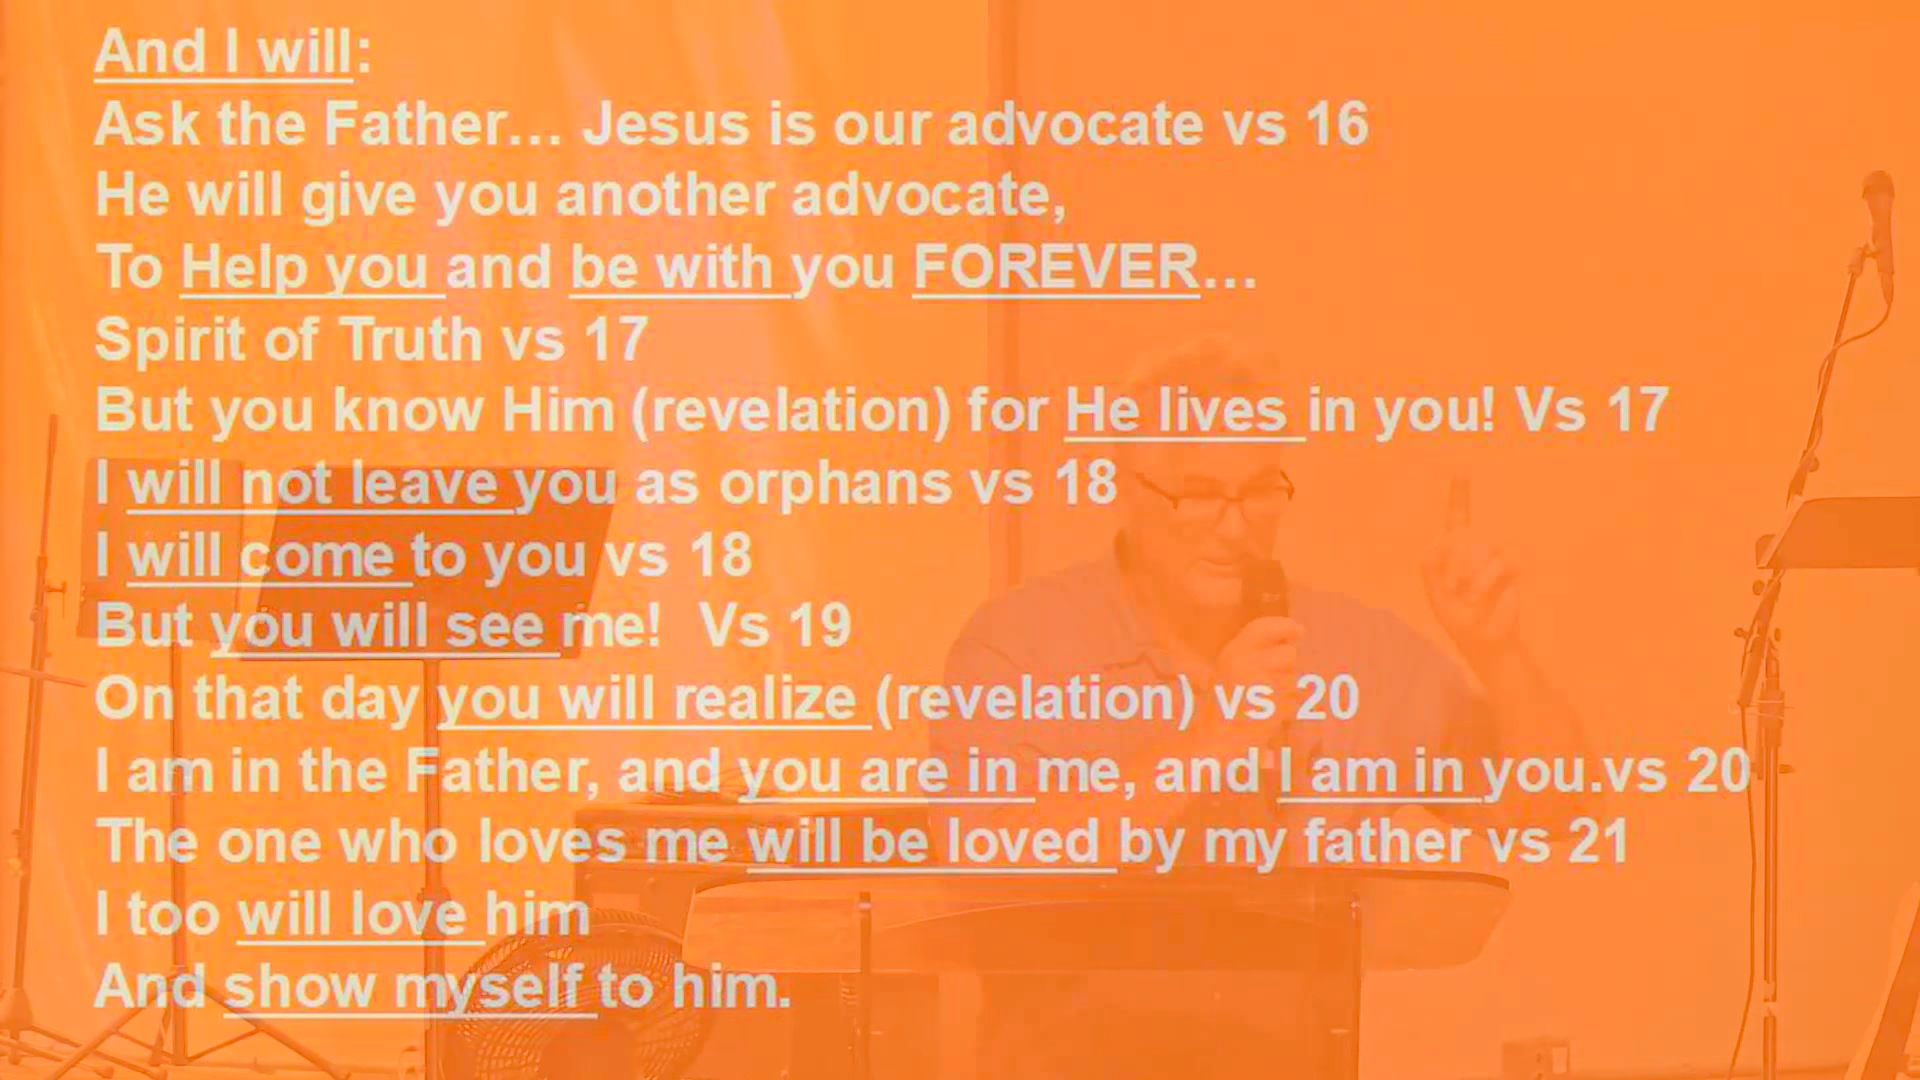 And I will:
Ask the Father... Jesus is our advocate vs 16
He will give you another advocate,
To Help you and be with you FOREVER...
Spirit of Truth vs 17
But you know Him (revelation) for He lives in you! Vs 17
I will not leave you as orphans vs 18
I will come to you vs 18
But you will see me!  Vs 19
On that day you will realize (revelation) vs 20
I am in the Father, and you are in me, and I am in you.vs 20
The one who loves me will be loved by my father vs 21
I too will love him
And show myself to him.